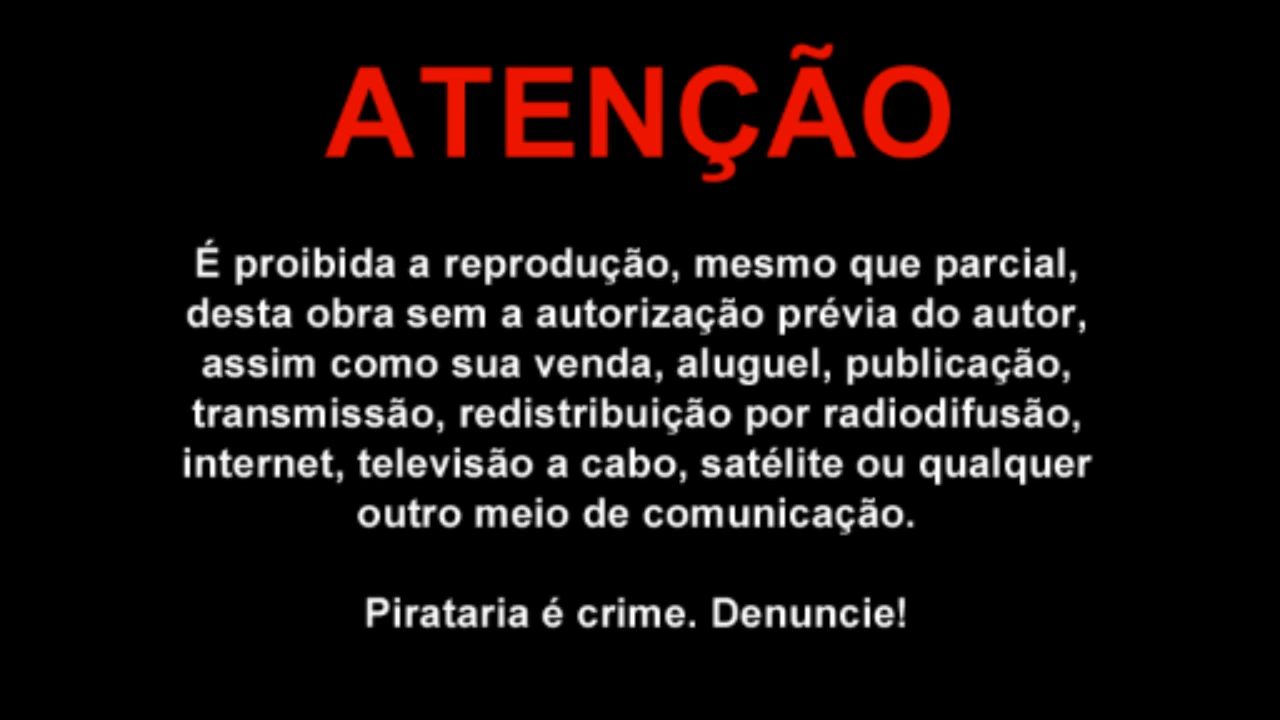 ATENÇÃO
É proibida a reprodução, mesmo que parcial,
desta obra sem a autorização prévia do autor,
assim como sua venda, aluguel, publicação,
transmissão, redistribuição por radiodifusão,
internet, televisão a cabo, satélite ou qualquer
outro meio de comunicação.
Pirataria é crime. Denuncie!